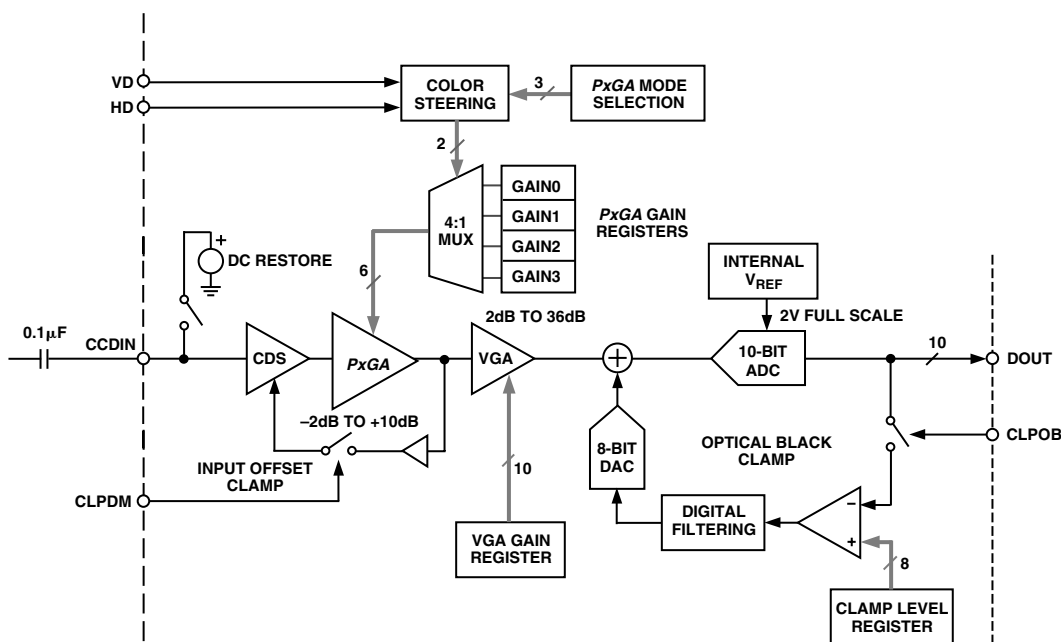 VD
HD
COLOR
STEERING
3
PxGA MODE
SELECTION
2
4:1
MUX
GAIN0
GAIN1
GAIN2
GAIN3
PxGA GAIN
REGISTERS
+
DC RESTORE
6
INTERNAL
VREF
2dB TO 36dB
2V FULL SCALE
0.1µF
CCDIN
CDS
PxGA
VGA
+
10-BIT
ADC
10
DOUT
–2dB TO +10dB
INPUT OFFSET
CLAMP
CLPDM
10
VGA GAIN
REGISTER
8-BIT
DAC
OPTICAL BLACK
CLAMP
CLPOB
DIGITAL
FILTERING
–
+
8
CLAMP LEVEL
REGISTER